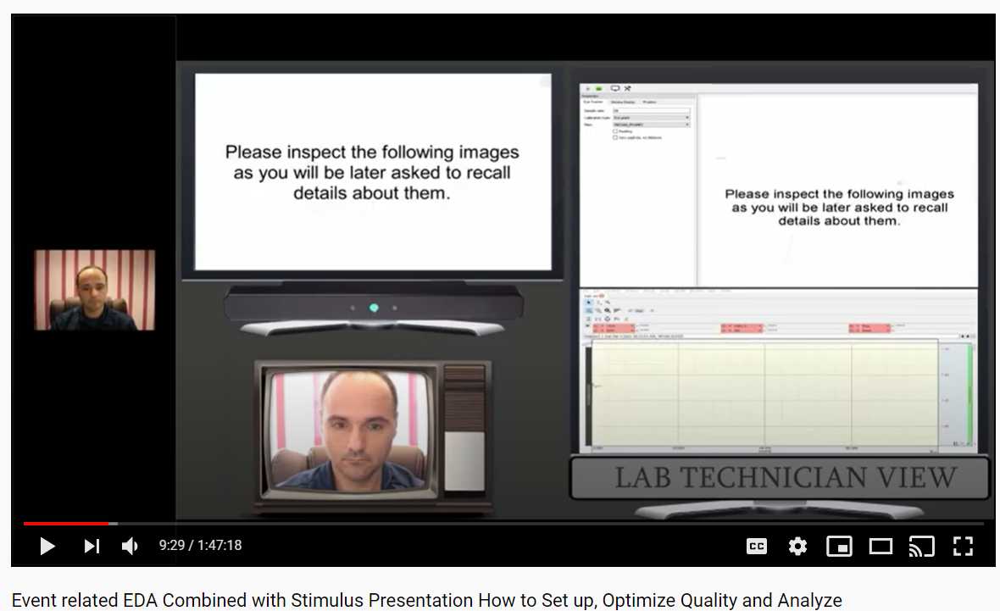 Please inspect the following images
as you will be later asked to recall
details about them.
Please inspect the following images
as you will be later asked to recall
details about them.
LAB TECHNICIAN VIEW
9:29 / 1:47:18
CC
Event related EDA Combined with Stimulus Presentation How to Set up, Optimize Quality and Analyze